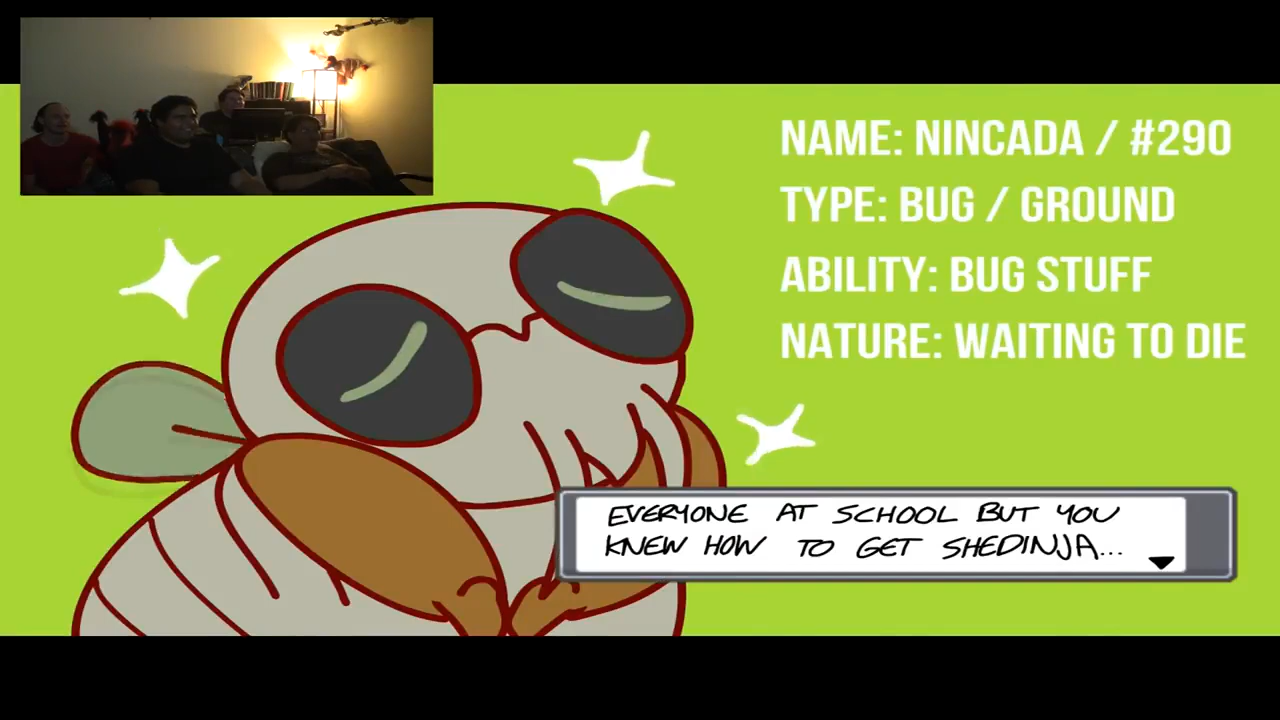 NAME: NINCADA / #290
TYPE: BUG / GROUND
ABILITY: BUG STUFF
NATURE: WAITING TO DIE
EVERYONE AT SCHOOL BUT YOU
KNEW HOW TO GET SHEDINJA...